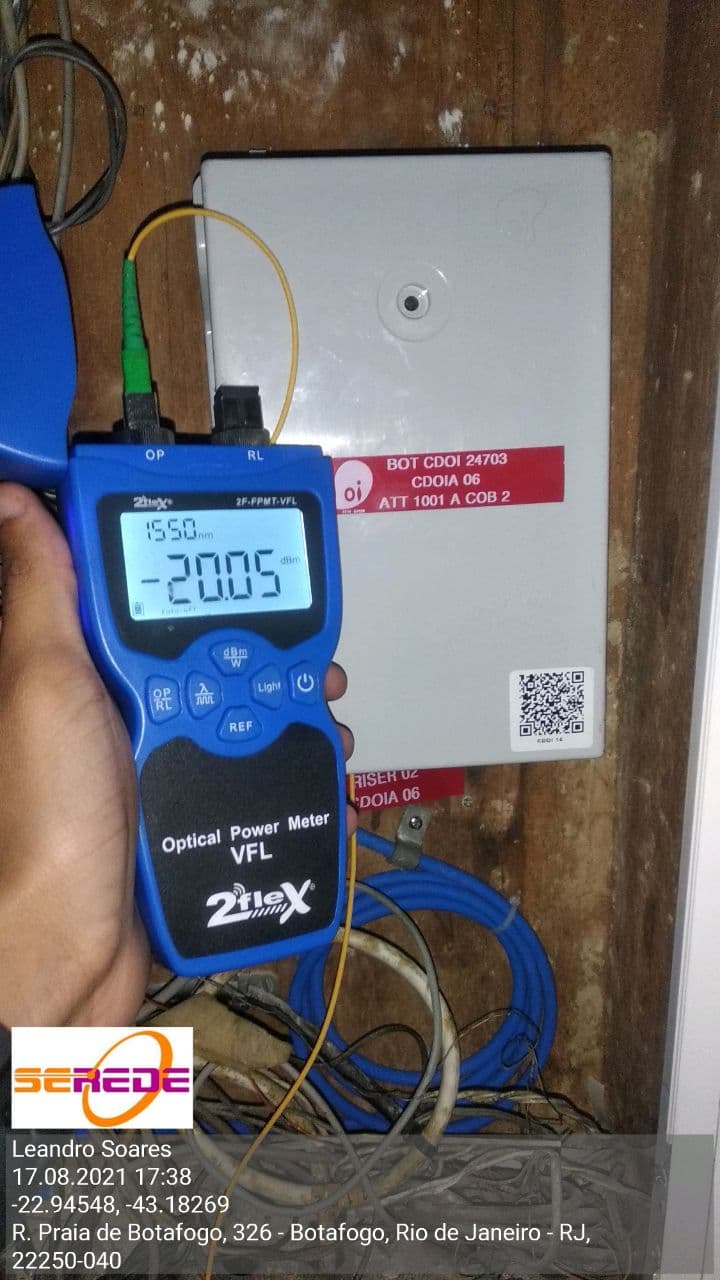 OP RL
2flex®
2F-FPMT-VFL
1550nm
-20.05 dBm
dBm
W
OP
RL
λ
Light
REF
Optical Power Meter
VFL
2flex®
oi
BOT CDOI 24703
CDOIA 06
ATT 1001 A COB 2
RISER 02
CDOIA 06
SEREDE
Leandro Soares
17.08.2021 17:38
-22.94548, -43.18269
R. Praia de Botafogo, 326 - Botafogo, Rio de Janeiro - RJ,
22250-040